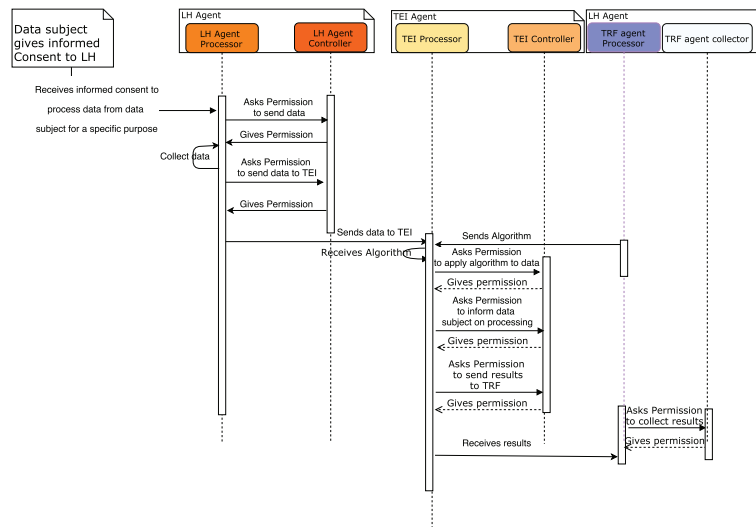 Data subject
gives informed
Consent to LH
LH Agent
LH Agent
Processor
LH Agent
Controller
TEI Agent
TEI Processor
TEI Controller
LH Agent
TRF agent
Processor
TRF agent collector
Receives informed consent to
process data from data
subject for a specific purpose
Asks Permission
to send data
Gives Permission
Collect data
Asks Permission
to send data to TEI
Gives Permission
Sends data to TEI
Sends Algorithm
Receives Algorithm
Asks Permission
to apply algorithm to data
Gives permission
Asks Permission
to inform data
subject on processing
Gives permission
Asks Permission
to send results
to TRF
Gives permission
Asks Permission
to collect results
Gives permission
Receives results